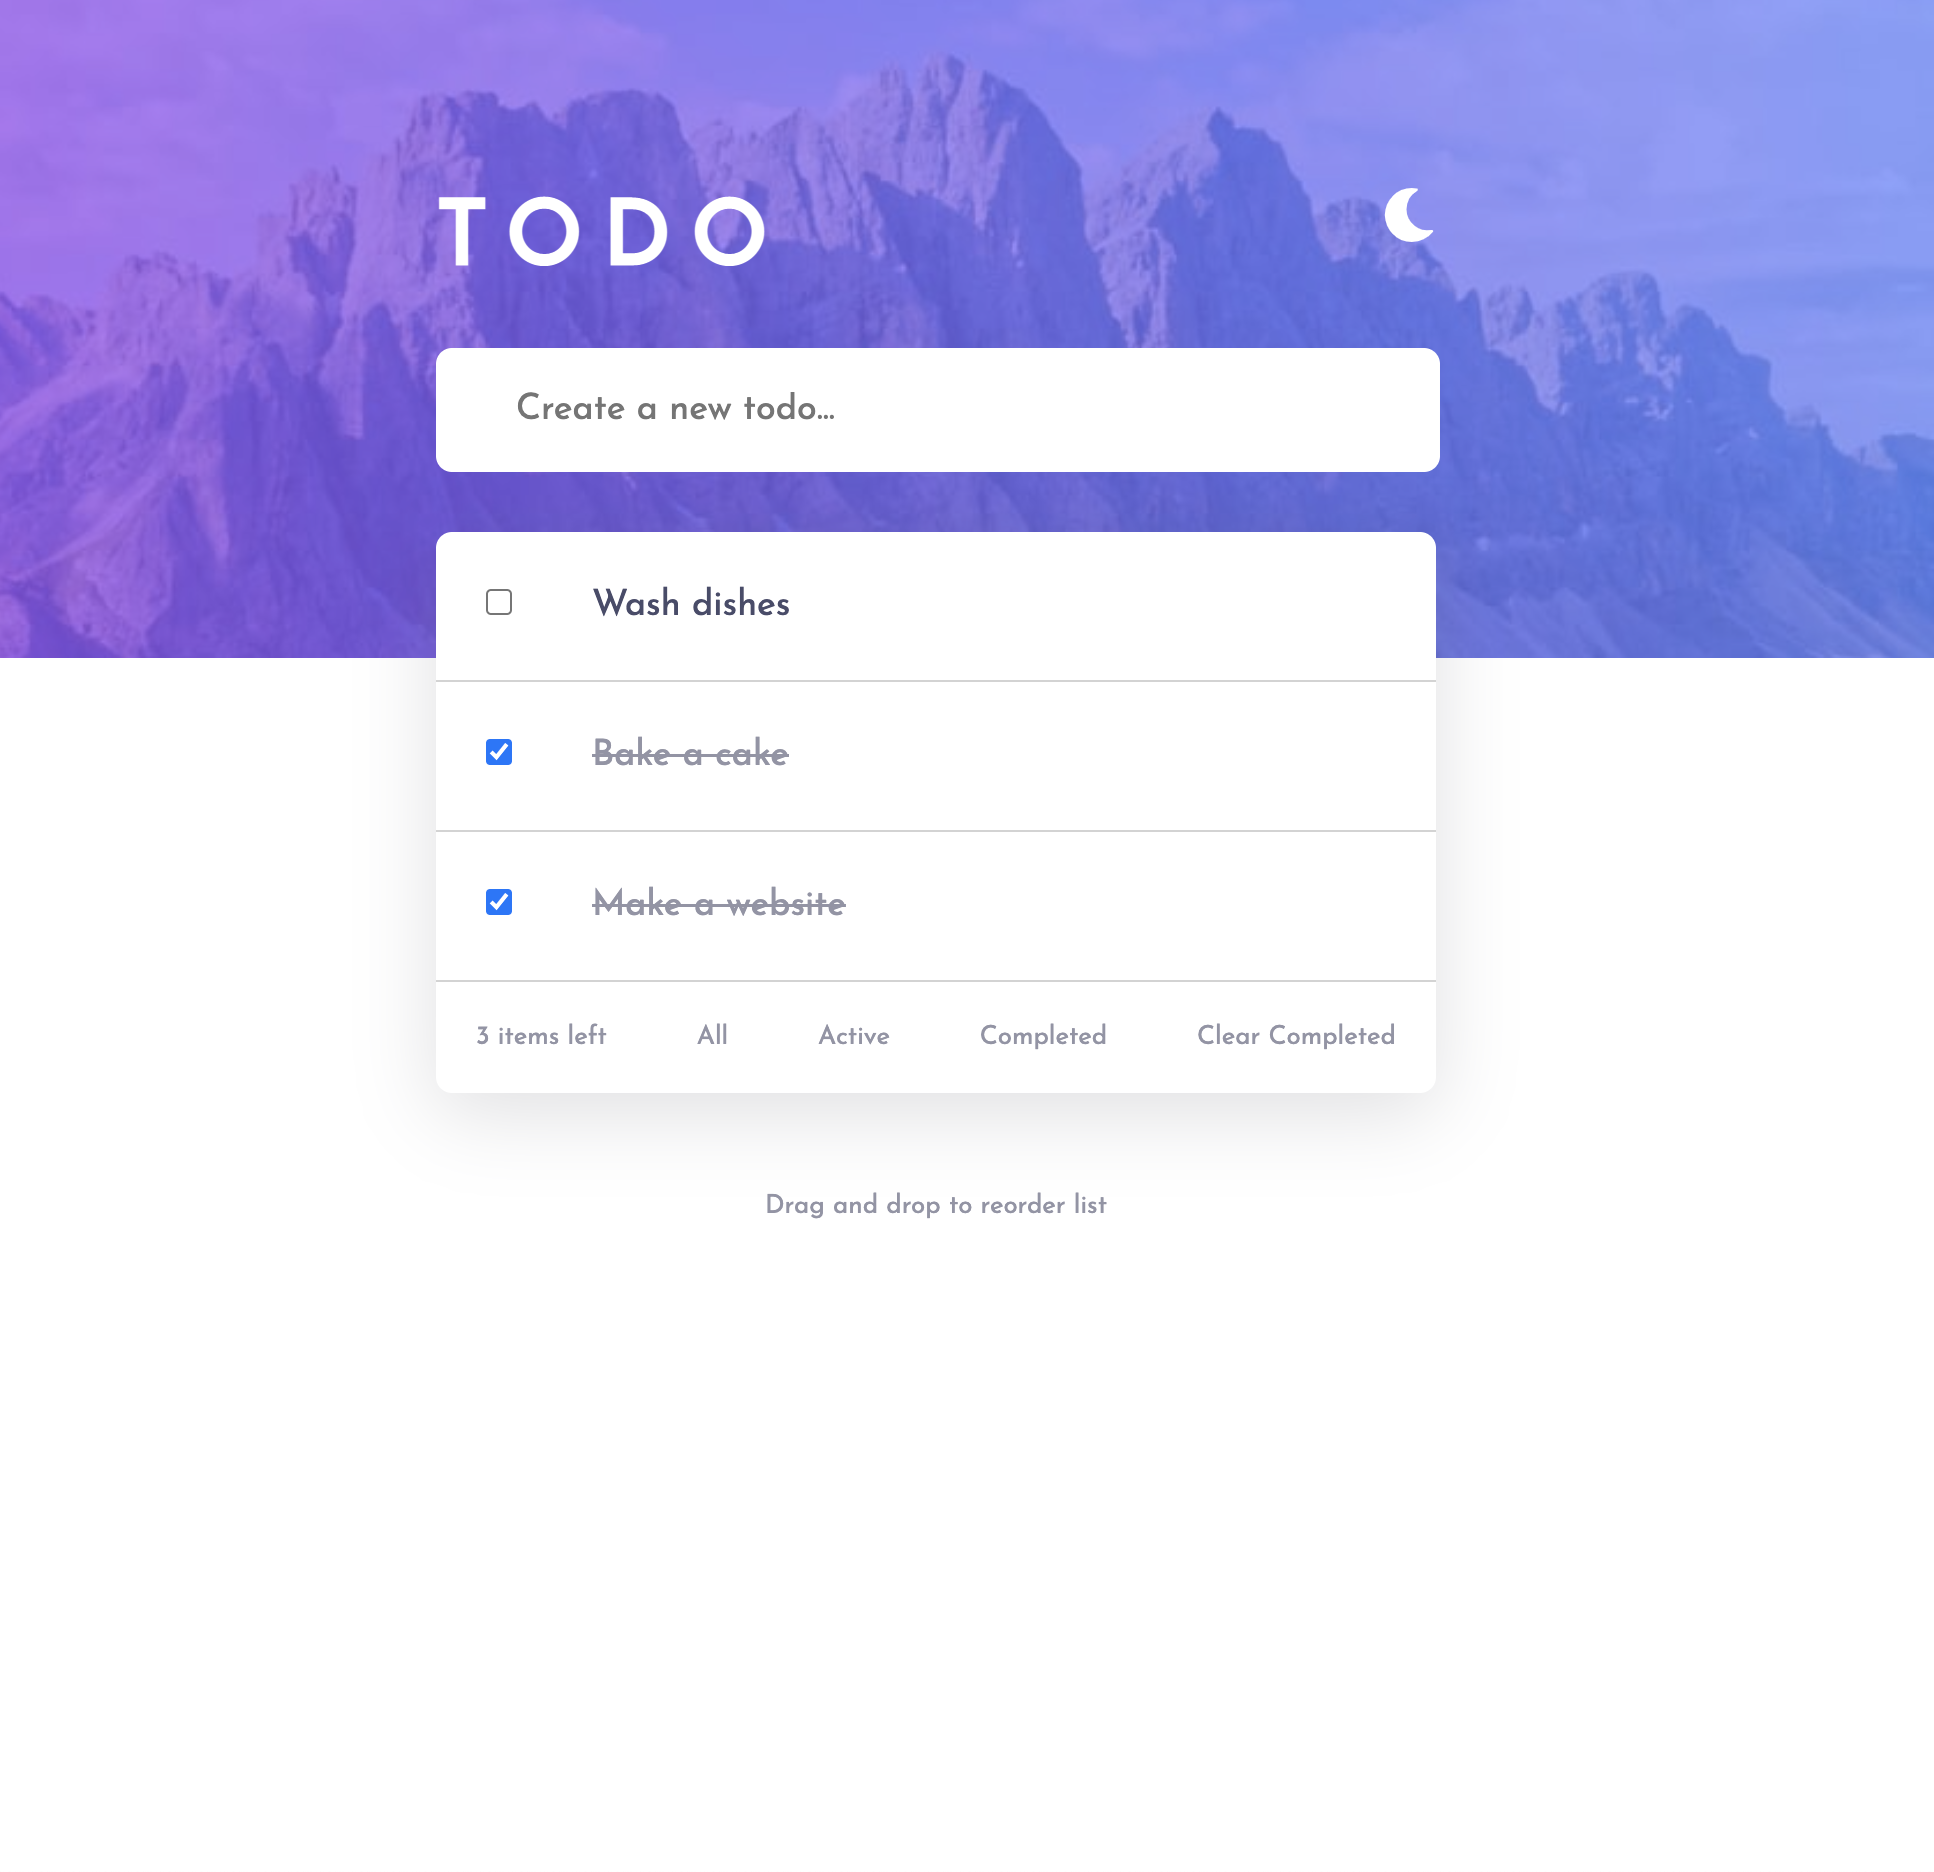 TODO
Create a new todo...
Wash dishes
Bake a cake
Make a website
3 items left All Active Completed Clear Completed
Drag and drop to reorder list